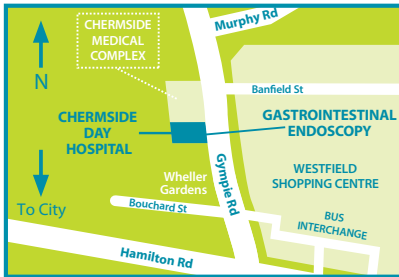 CHERMSIDE
MEDICAL
COMPLEX
Murphy Rd
N
Banfield St
CHERMSIDE
DAY
HOSPITAL
GASTROINTESTINAL
ENDOSCOPY
Gympie Rd
Wheller
Gardens
WESTFIELD
SHOPPING CENTRE
To City
Bouchard St
BUS
INTERCHANGE
Hamilton Rd